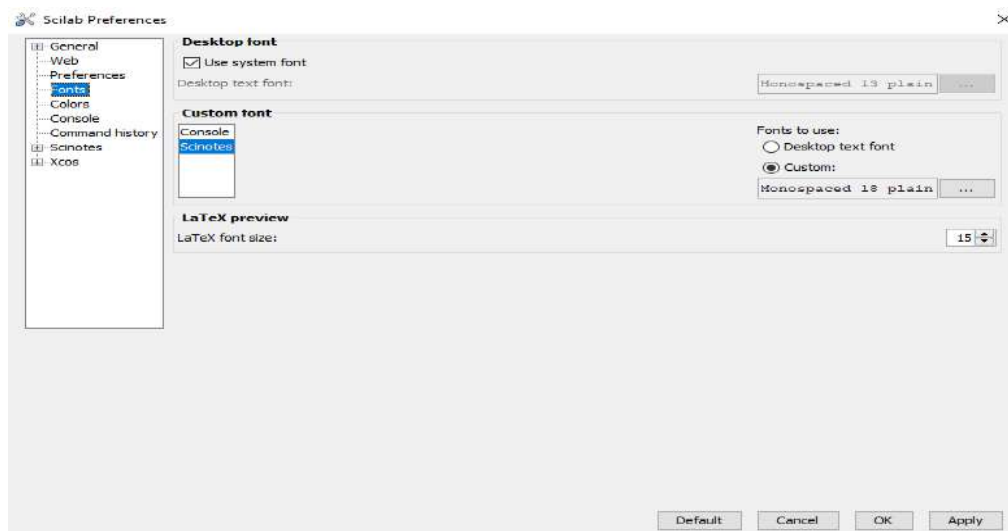 Scilab Preferences
General
Web
Preferences
Fonts
Colors
Console
Command history
Scinotes
Xcos
Desktop font
Use system font
Desktop text font:
Monospaced 13 plain ...
Custom font
Console
Scinotes
Fonts to use:
Desktop text font
Custom:
Monospaced 18 plain ...
LaTeX preview
LaTeX font size:
15
Default Cancel OK Apply